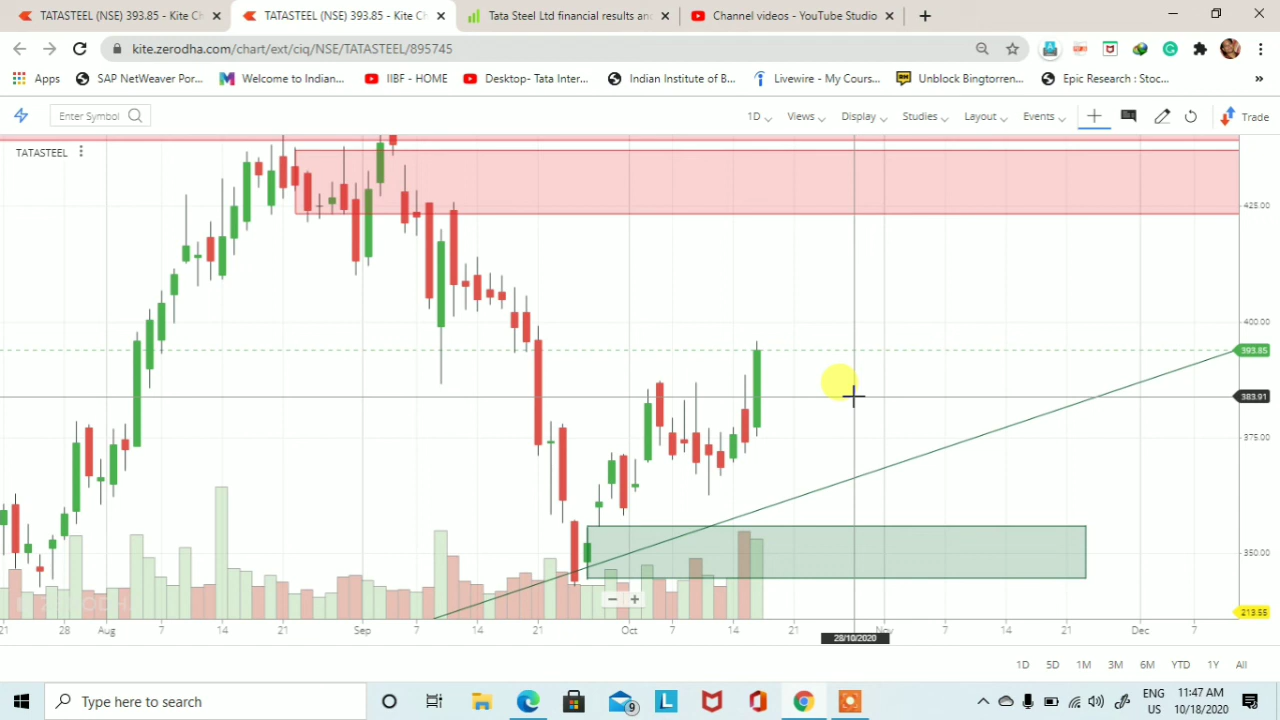 TATASTEEL (NSE) 393.85 - Kite Ch
TATASTEEL (NSE) 393.85 - Kite Ch
Tata Steel Ltd financial results an
Channel videos - YouTube Studio
kite.zerodha.com/chart/ext/ciq/NSE/TATASTEEL/895745
Apps
SAP NetWeaver Por...
Welcome to Indian...
IIBF - HOME
Desktop- Tata Inter...
Indian Institute of B...
Livewire - My Cours...
Unblock Bingtorren...
Epic Research : Stoc...
»
Enter Symbol
1D
Views
Display
Studies
Layout
Events
Trade
TATASTEEL
425.00
400.00
393.85
383.91
375.00
350.00
213.55
ZERODH
21 28 Aug 7 14 21 Sep 7 14 21 Oct 7 14 21 Nov 7 14 21 Dec 7
28/10/2020
1D 5D 1M 3M 6M YTD 1Y All
Type here to search
9
L
ENG
US
11:47 AM
10/18/2020